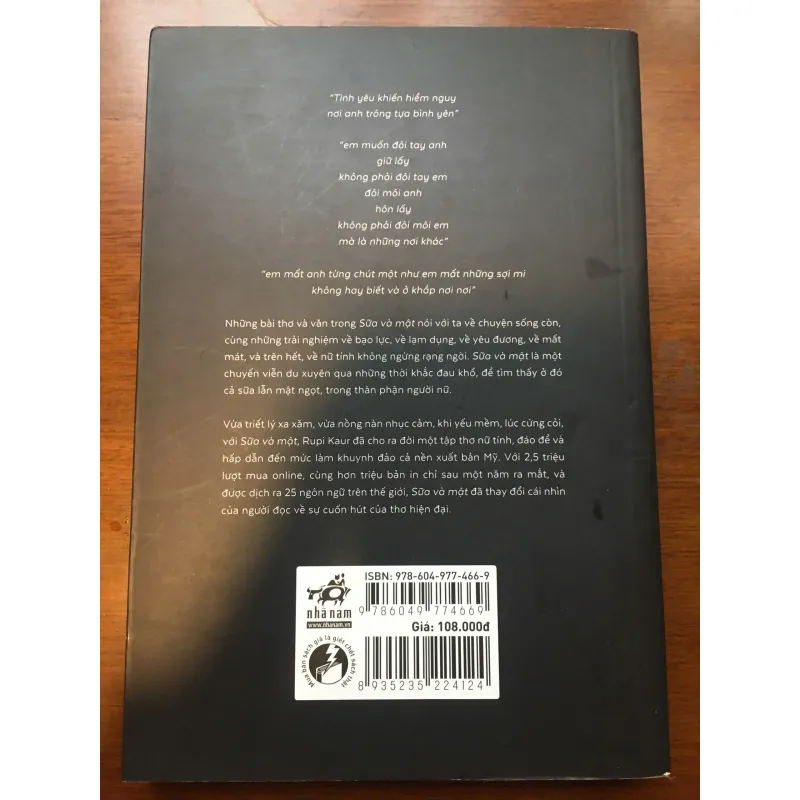 "Tình yêu khiến hiểm nguy
nơi anh trông tựa bình yên"
"em muốn đôi tay anh
giữ lấy
không phải đôi tay em
đôi môi anh
hôn lấy
không phải đôi môi em
mà là những nơi khác"
"em mất anh từng chút một như em mất những sợi mi
không hay biết và ở khắp nơi nơi"
Những bài thơ và văn trong Sữa và mật nói với ta về chuyện sống còn,
cùng những trải nghiệm về bạo lực, về lạm dụng, về yêu đương, về mất
mát, và trên hết, về nữ tính không ngừng rạng ngời. Sữa và mật là một
chuyến viễn du xuyên qua những thời khắc đau khổ, để tìm thấy ở đó
cả sữa lẫn mật ngọt, trong thân phận người nữ.
Vừa triết lý xa xăm, vừa nồng nàn nhục cảm, khi yếu mềm, lúc cứng cỏi,
với Sữa và mật, Rupi Kaur đã cho ra đời một tập thơ nữ tính, đáo để và
hấp dẫn đến mức làm khuynh đảo cả nền xuất bản Mỹ. Với 2,5 triệu
lượt mua online, cùng hơn triệu bản in chỉ sau một năm ra mắt, và
được dịch ra 25 ngôn ngữ trên thế giới, Sữa và mật đã thay đổi cái nhìn
của người đọc về sự cuốn hút của thơ hiện đại.
nhã nam
www.nhanam.vn
Mua bán sách giả là giết chết sách thật
ISBN: 978-604-977-466-9
9 786049 774669
Giá: 108.000đ
8 935235 224124